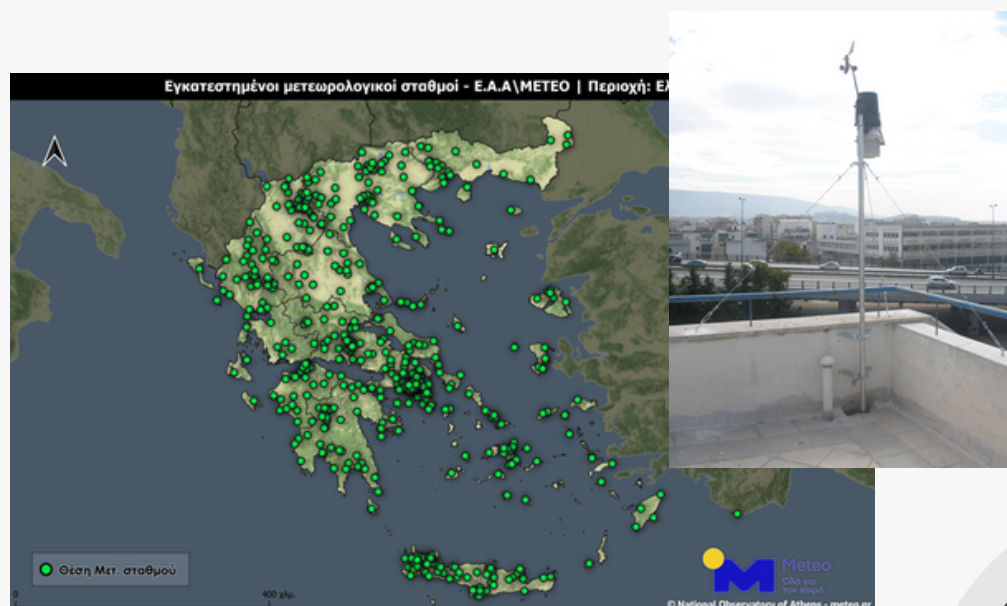 Εγκατεστημένοι μετεωρολογικοί σταθμοί - Ε.Α.Α\METEO | Περιοχή: Ελ
Θέση Μετ. σταθμού
0
400 χλμ.
Meteo
Όλα για
τον καιρό
© National Observatory of Athens - meteo.gr